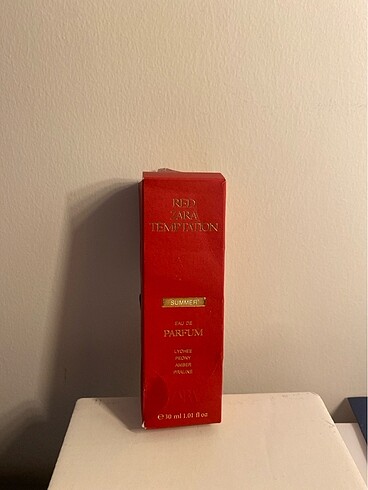 RED
ZARA
TEMPTATION
SUMMER
EAU DE
PARFUM
LYCHEE
PEONY
AMBER
PRALINE
℮ 30 ml 1.01 fl oz